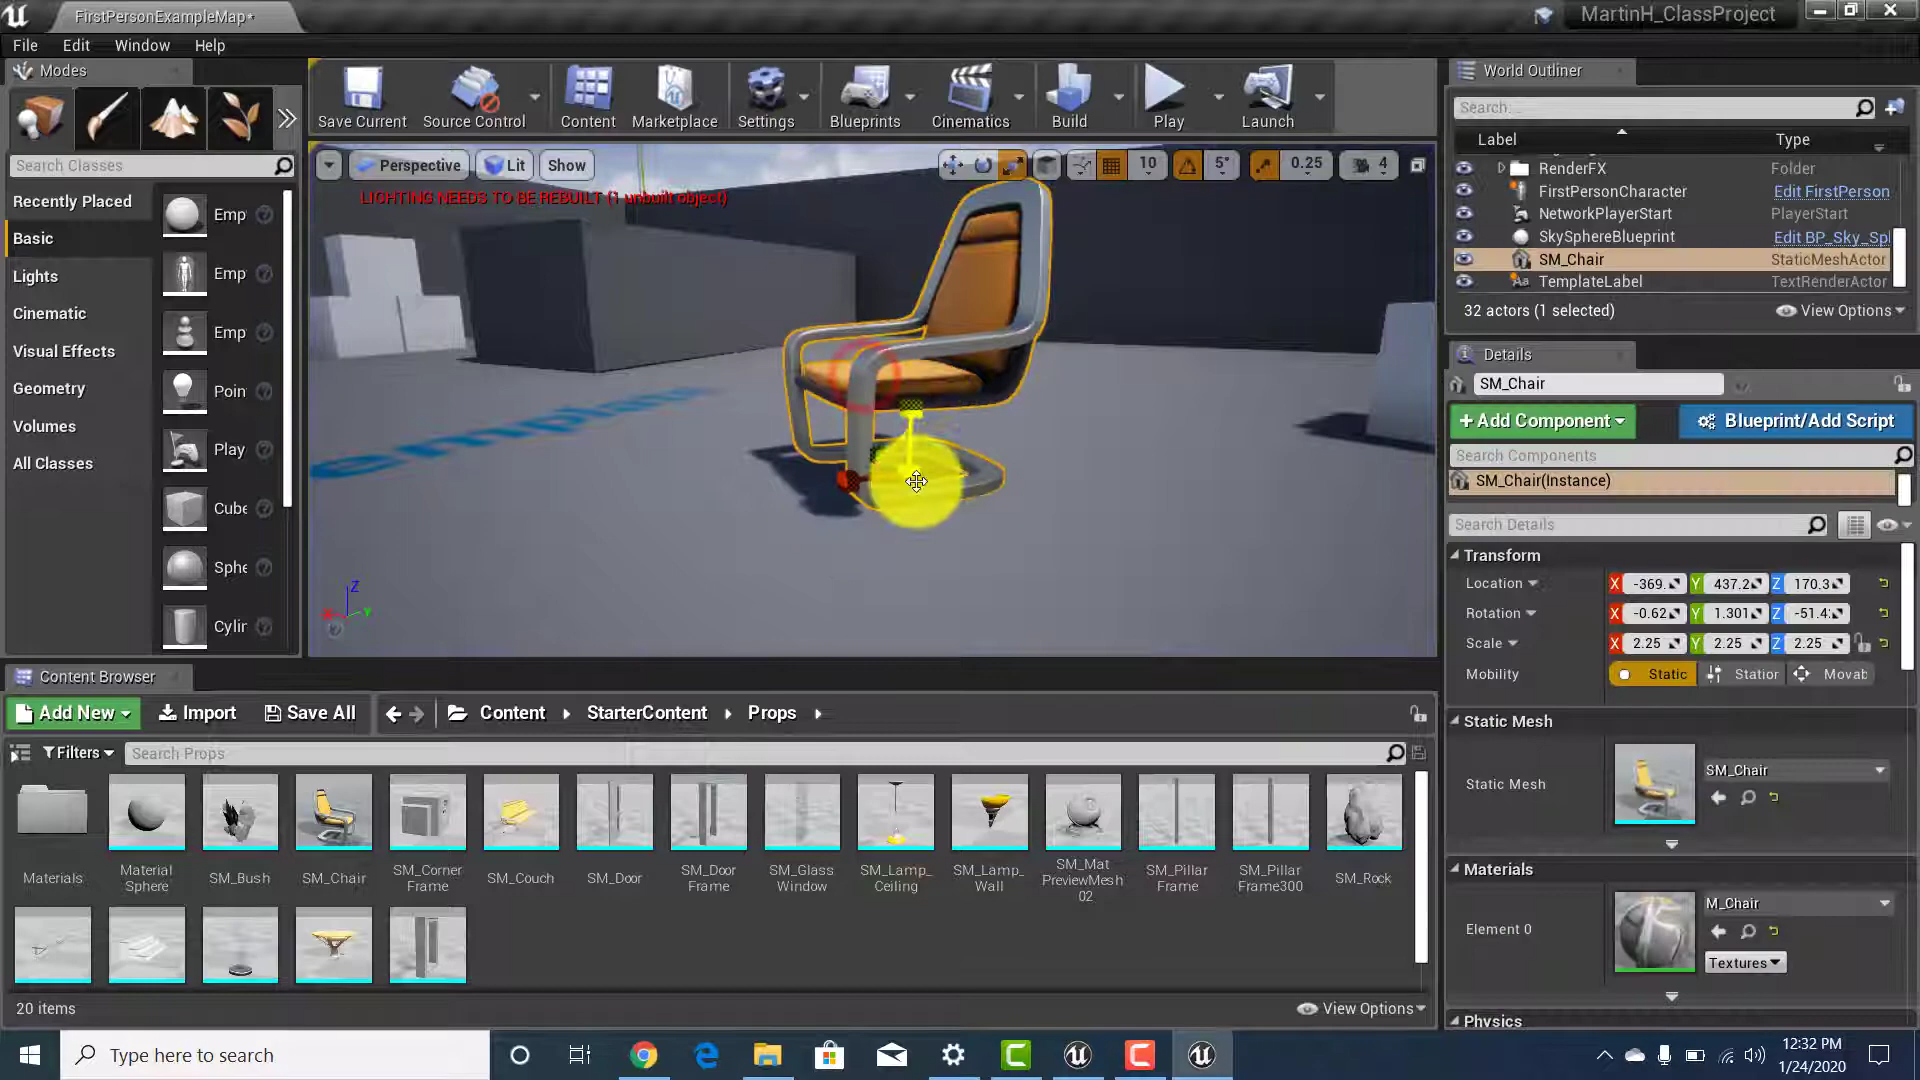 FirstPersonExampleMap*
MartinH_ClassProject
File Edit Window Help
Modes
Search Classes
Recently Placed
Basic
Lights
Cinematic
Visual Effects
Geometry
Volumes
All Classes
Emp
Emp
Emp
Poin
Play
Cube
Sphe
Cylir
Save Current
Source Control
Content
Marketplace
Settings
Blueprints
Cinematics
Build
Play
Launch
Perspective
Lit
Show
10
5°
0.25
4
LIGHTING NEEDS TO BE REBUILT (1 unbuilt object)
Z
X
Y
World Outliner
Search...
Label
Type
RenderFX Folder
FirstPersonCharacter Edit FirstPerson
NetworkPlayerStart PlayerStart
SkySphereBlueprint Edit BP_Sky_Spl
SM_Chair StaticMeshActor
TemplateLabel TextRenderActor
32 actors (1 selected)
View Options
Details
SM_Chair
+Add Component
Blueprint/Add Script
Search Components
SM_Chair(Instance)
Search Details
Transform
Location X -369. Y 437.2 Z 170.3
Rotation X -0.62 Y 1.301 Z -51.4
Scale X 2.25 Y 2.25 Z 2.25
Mobility Static Station Movab
Static Mesh
Static Mesh SM_Chair
Materials
Element 0 M_Chair
Textures
Physics
Content Browser
Add New
Import
Save All
Content
StarterContent
Props
Filters
Search Props
Materials
Material Sphere
SM_Bush
SM_Chair
SM_Corner Frame
SM_Couch
SM_Door
SM_Door Frame
SM_Glass Window
SM_Lamp_ Ceiling
SM_Lamp_ Wall
SM_Mat PreviewMesh 02
SM_Pillar Frame
SM_Pillar Frame300
SM_Rock
20 items
View Options
Type here to search
12:32 PM
1/24/2020